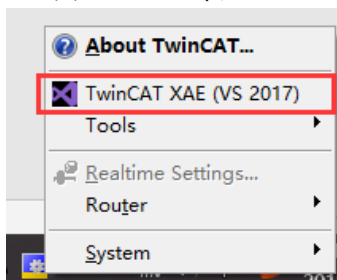 About TwinCAT...
TwinCAT XAE (VS 2017)
Tools
Realtime Settings...
Router
System